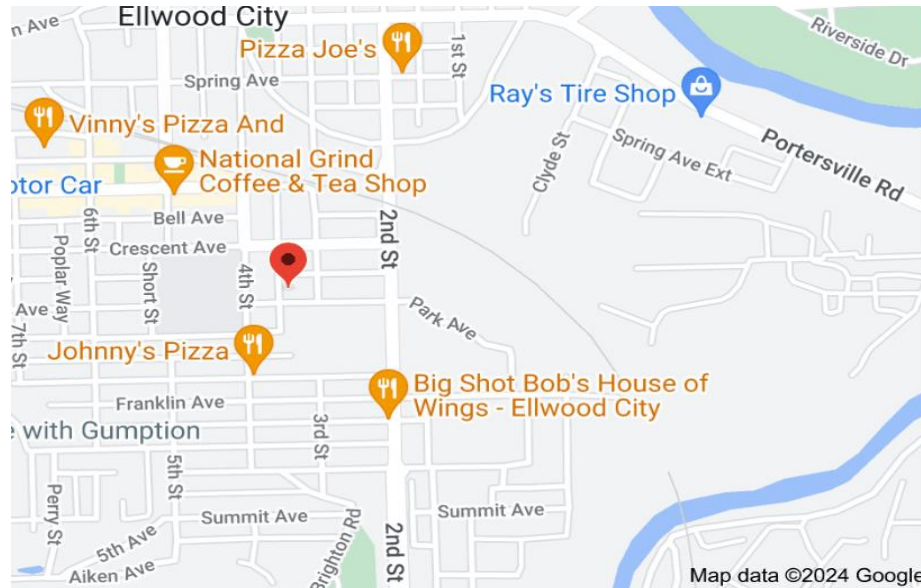 Ellwood City
n Ave
Pizza Joe's
1st St
Riverside Dr
Spring Ave
Ray's Tire Shop
Vinny's Pizza And
National Grind
Coffee & Tea Shop
Clyde St
Spring Ave Ext
Portersville Rd
otor Car
6th St
Bell Ave
2nd St
Crescent Ave
Poplar Way
Short St
4th St
Ave
7th St
Park Ave
Johnny's Pizza
Big Shot Bob's House of
Wings - Ellwood City
Franklin Ave
3rd St
e with Gumption
5th St
Perry St
Summit Ave
Summit Ave
5th Ave
Brighton Rd
2nd St
Aiken Ave
Map data ©2024 Google